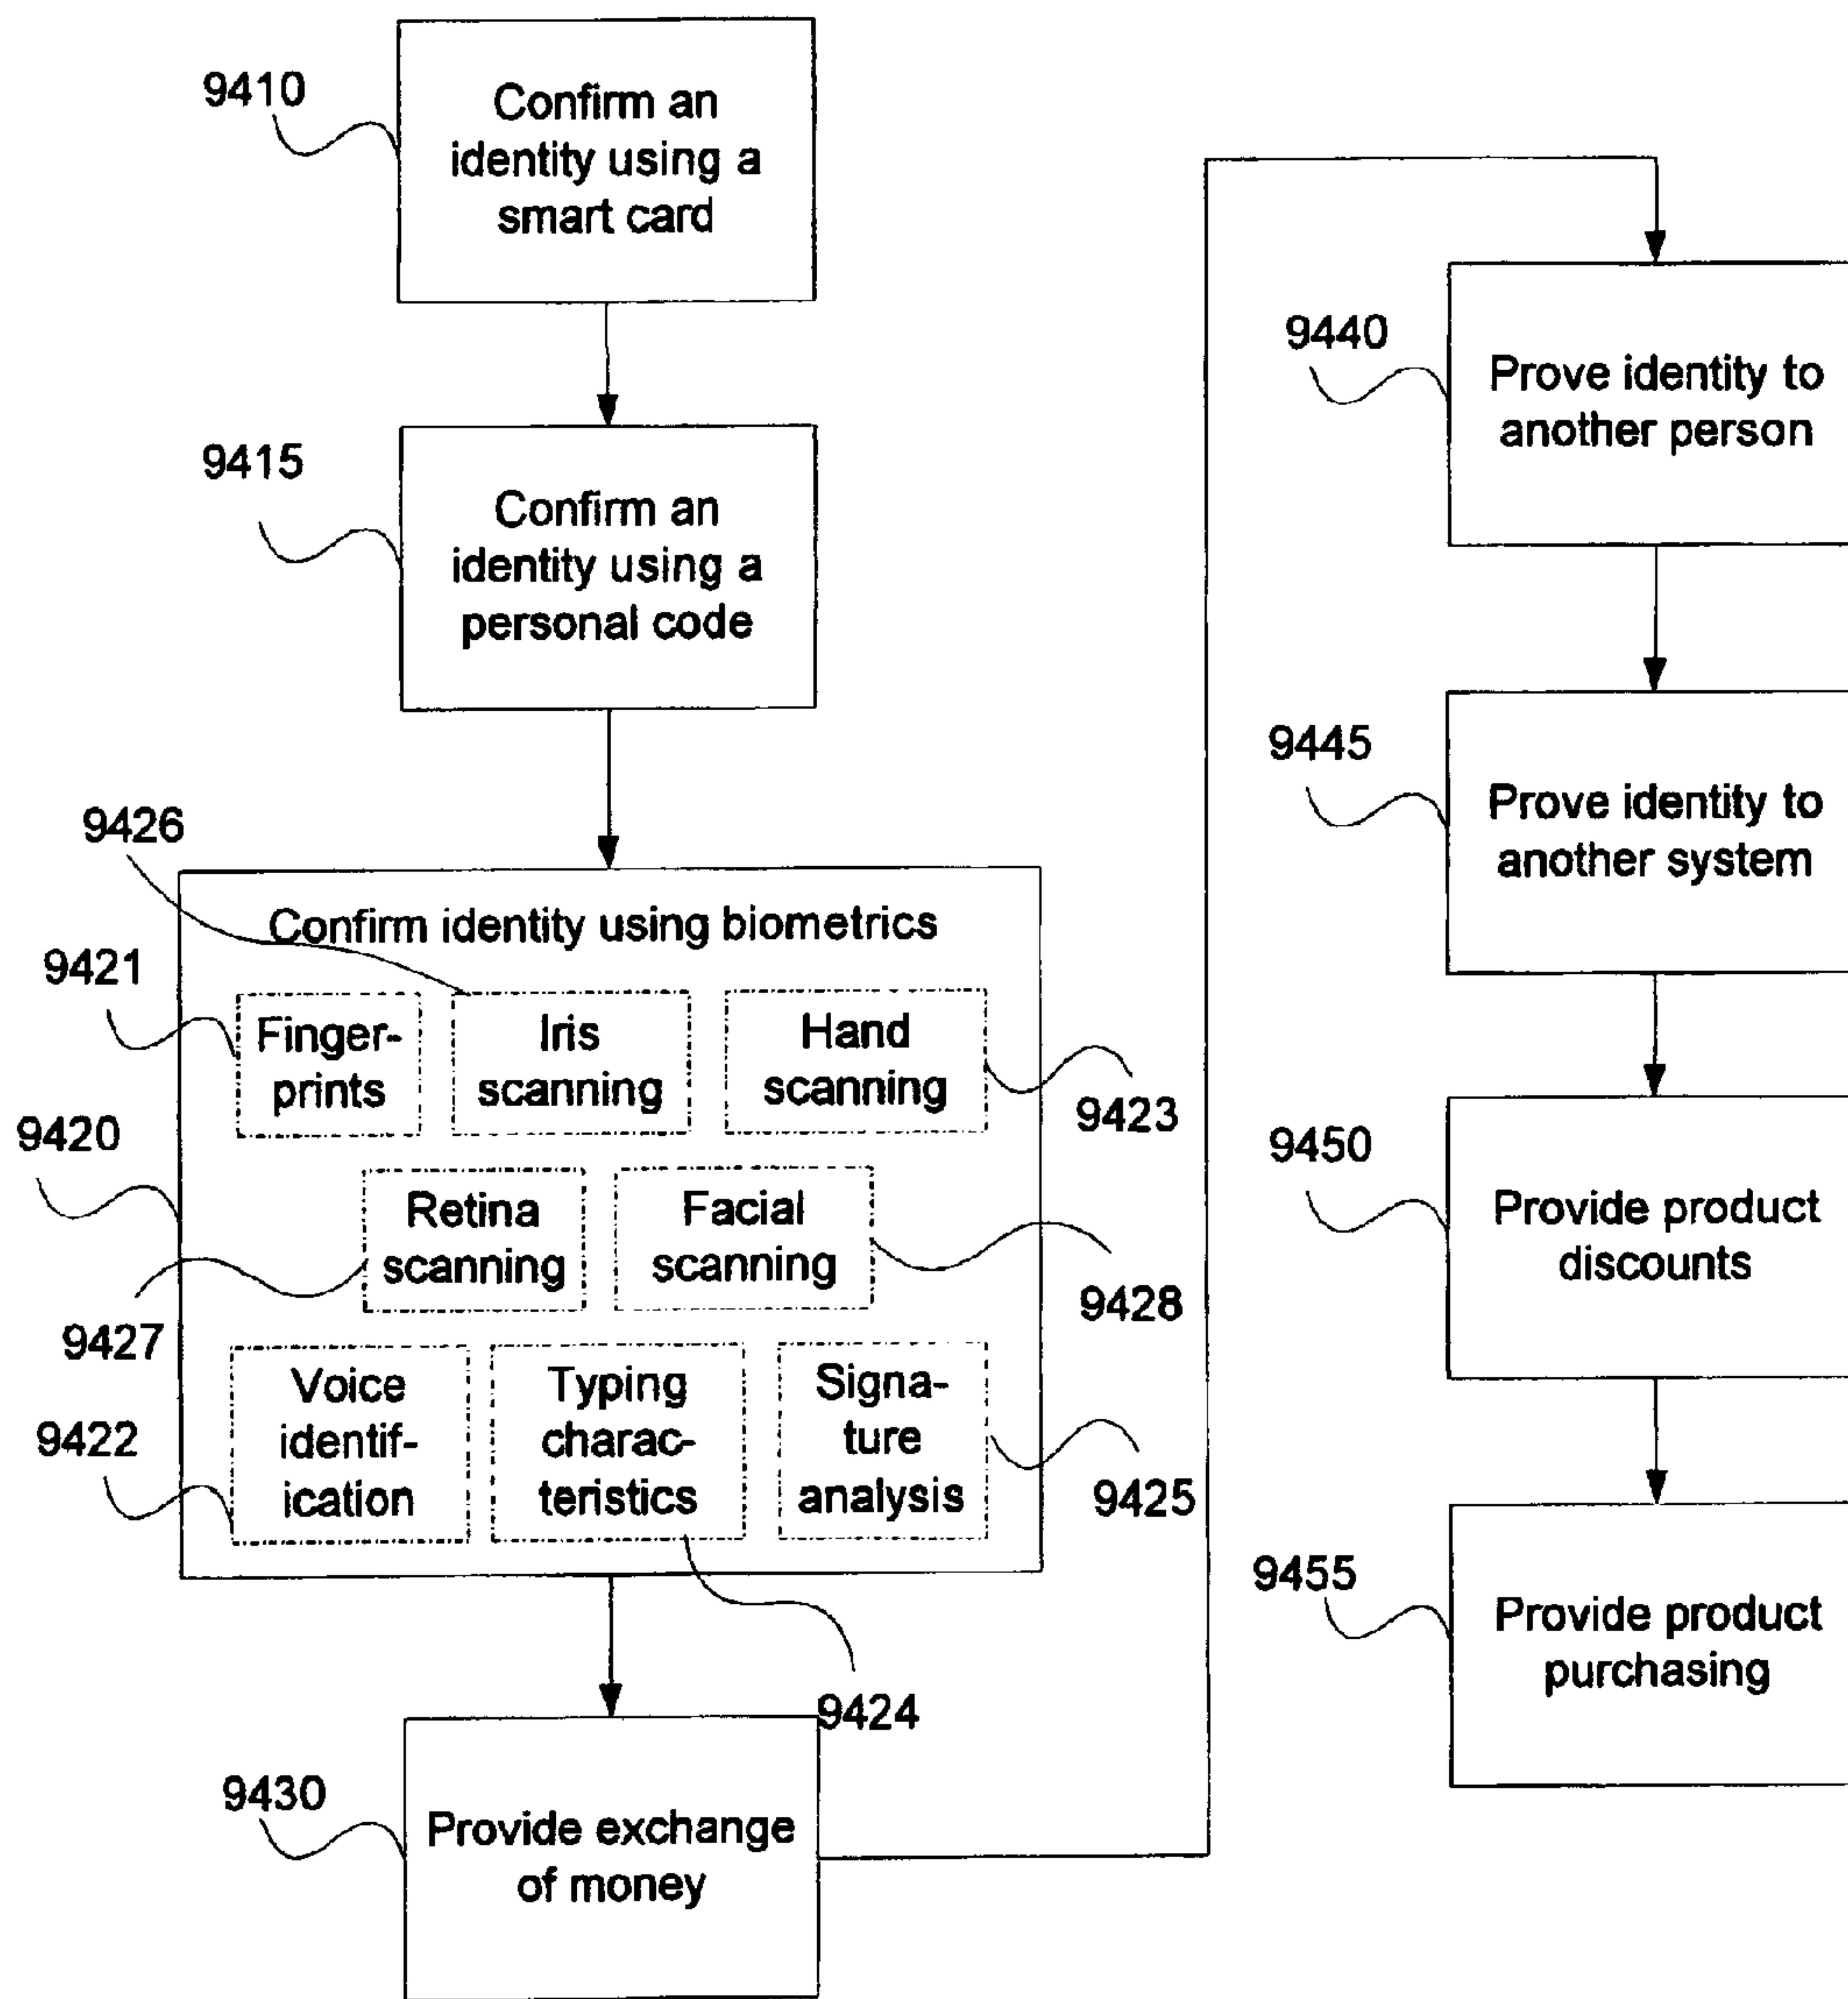 9410
Confirm an
identity using a
smart card
9415
Confirm an
identity using a
personal code
9426
Confirm identity using biometrics
9421
Finger-
prints
Iris
scanning
Hand
scanning
9423
9420
Retina
scanning
Facial
scanning
9427
9428
Voice
identif-
ication
Typing
charac-
teristics
Signa-
ture
analysis
9422
9425
9424
9430
Provide exchange
of money
9440
Prove identity to
another person
9445
Prove identity to
another system
9450
Provide product
discounts
9455
Provide product
purchasing